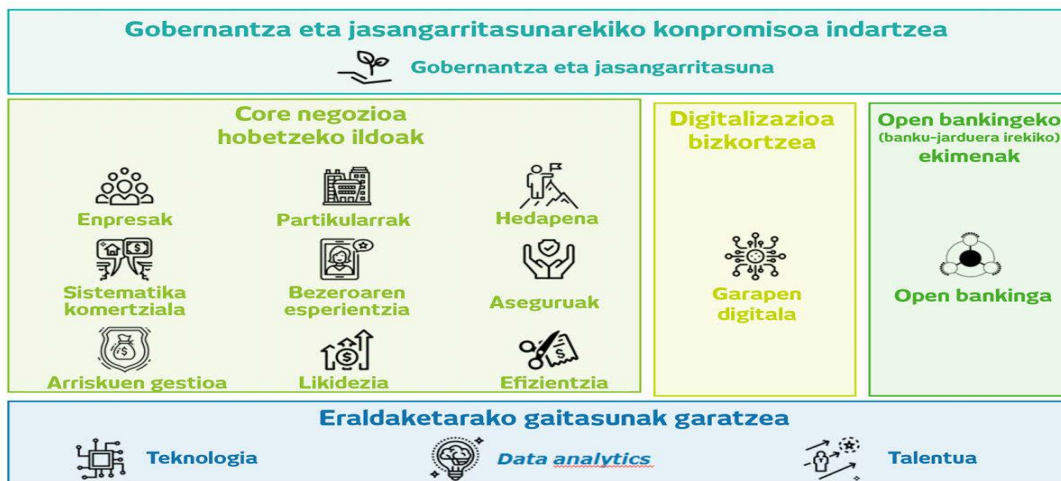 Gobernantza eta jasangarritasunarekiko konpromisoa indartzea
Gobernantza eta jasangarritasuna
Core negozioa
hobetzeko ildoak
Enpresak
Partikularrak
Hedapena
Sistematika
komertziala
Bezeroaren
esperientzia
Aseguruak
Arriskuen gestioa
Likidezia
Efizientzia
Digitalizazioa
bizkortzea
Garapen
digitala
Open bankingeko
(banku-jarduera irekiko)
ekimenak
Open bankinga
Eraldaketarako gaitasunak garatzea
Teknologia
Data analytics
Talentua